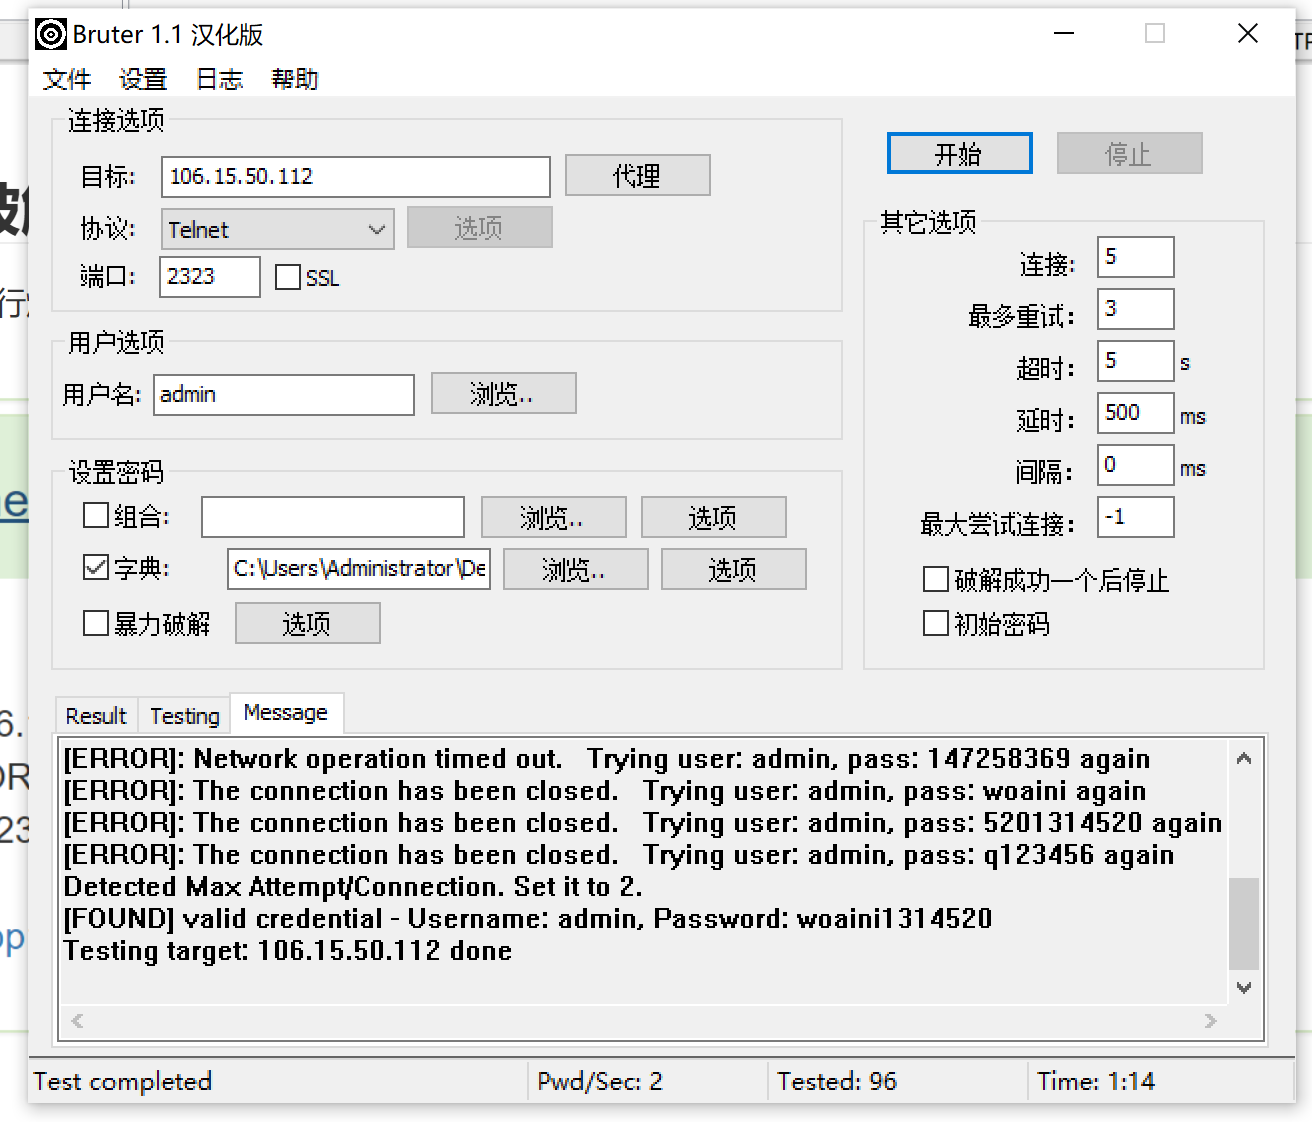 Bruter 1.1 汉化版
文件 设置 日志 帮助
连接选项
目标: 106.15.50.112 代理
协议: Telnet 选项
端口: 2323 SSL
用户选项
用户名: admin 浏览..
设置密码
组合: 浏览.. 选项
字典: C:\Users\Administrator\De 浏览.. 选项
暴力破解 选项
开始 停止
其它选项
连接: 5
最多重试: 3
超时: 5 s
延时: 500 ms
间隔: 0 ms
最大尝试连接: -1
破解成功一个后停止
初始密码
Result Testing Message
[ERROR]: Network operation timed out. Trying user: admin, pass: 147258369 again
[ERROR]: The connection has been closed. Trying user: admin, pass: woaini again
[ERROR]: The connection has been closed. Trying user: admin, pass: 5201314520 again
[ERROR]: The connection has been closed. Trying user: admin, pass: q123456 again
Detected Max Attempt/Connection. Set it to 2.
[FOUND] valid credential - Username: admin, Password: woaini1314520
Testing target: 106.15.50.112 done
Test completed Pwd/Sec: 2 Tested: 96 Time: 1:14